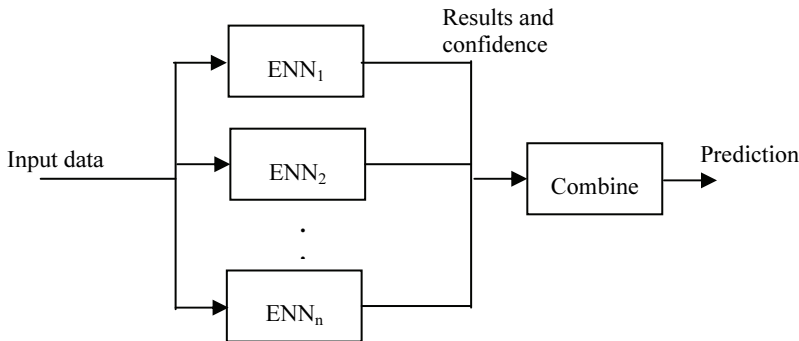 Results and
confidence
ENN₁
Input data
ENN₂
Combine
Prediction
.
.
ENNₙ